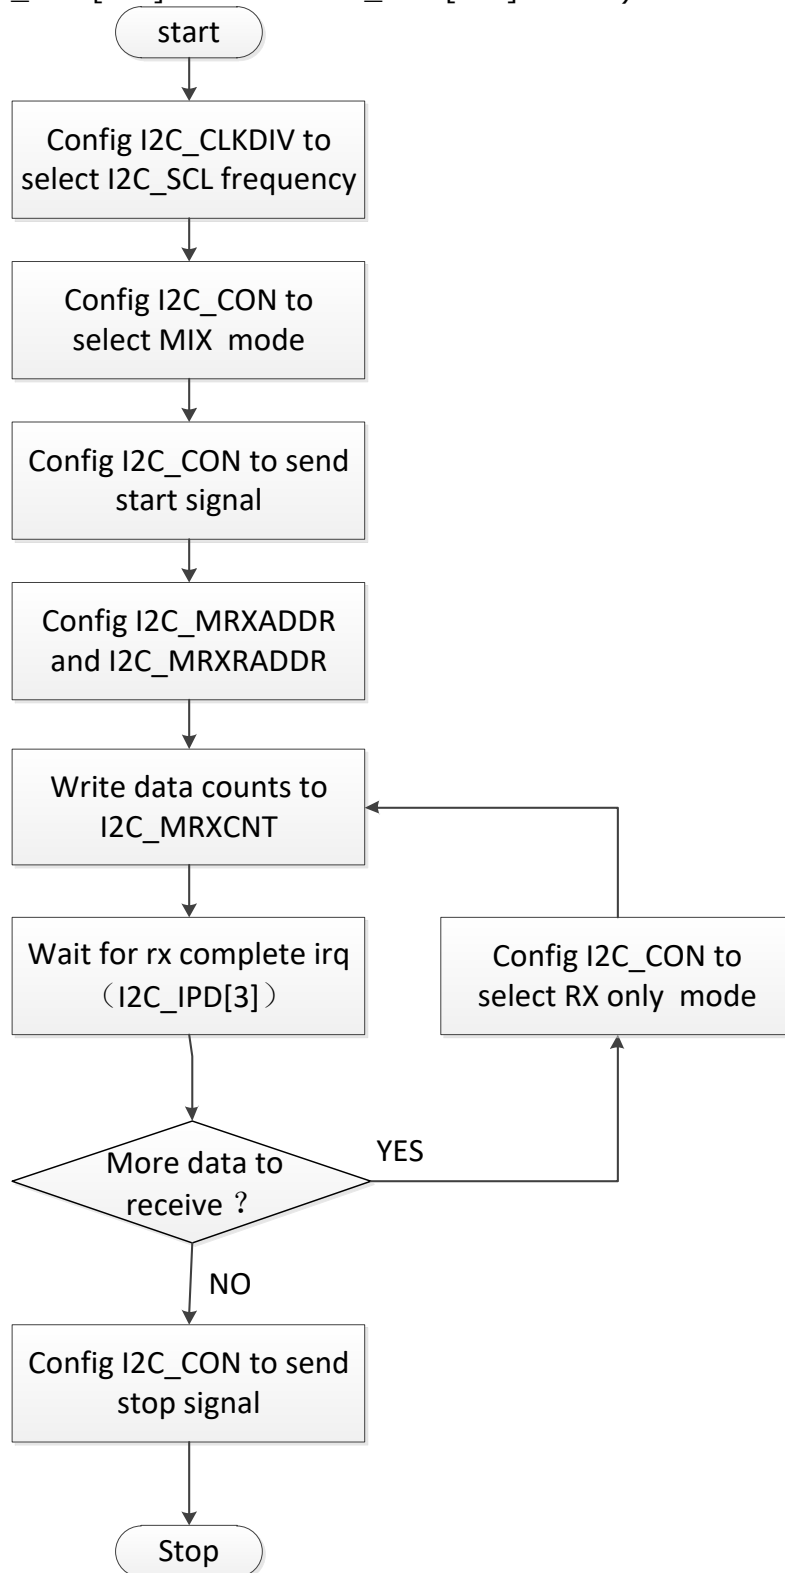 start
Config I2C_CLKDIV to
select I2C_SCL frequency
Config I2C_CON to
select MIX  mode
Config I2C_CON to send
start signal
Config I2C_MRXADDR
and I2C_MRXRADDR
Write data counts to
I2C_MRXCNT
Wait for rx complete irq
（I2C_IPD[3]）
Config I2C_CON to
select RX only  mode
More data to
receive？
YES
NO
Config I2C_CON to send
stop signal
Stop